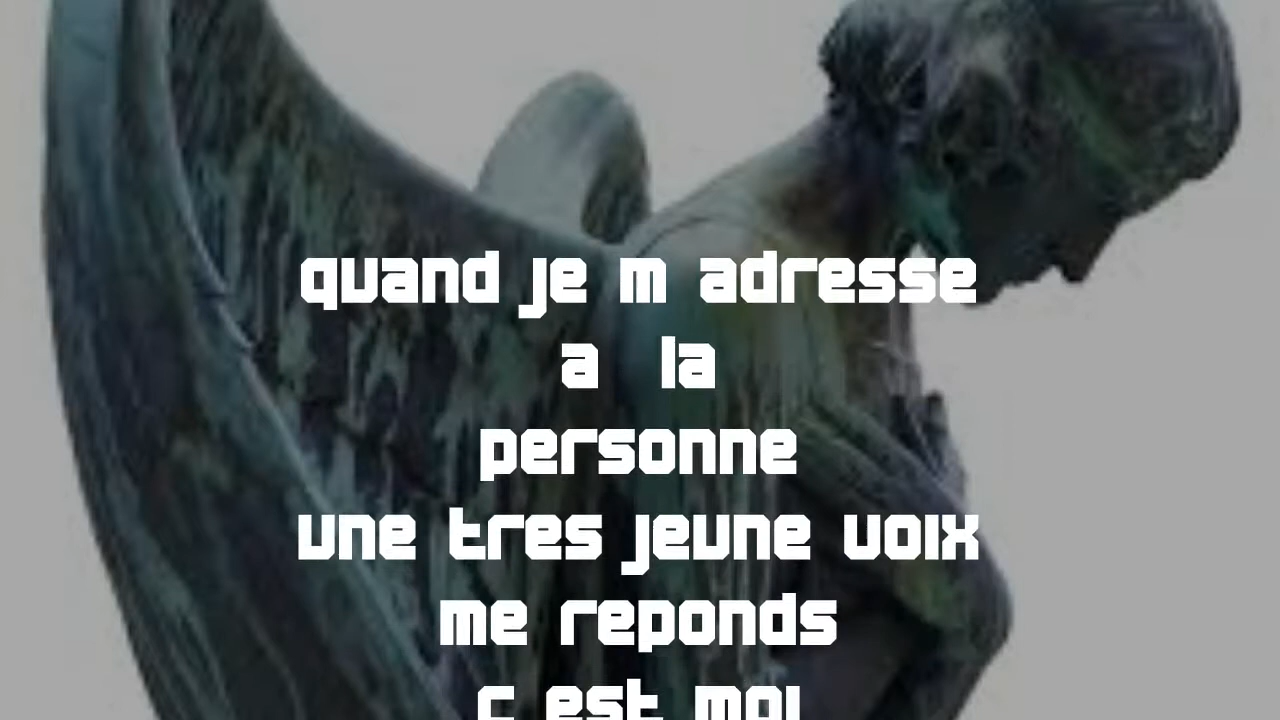 quand je m adresse
a la
personne
une tres jeune voix
me reponds
c est moi